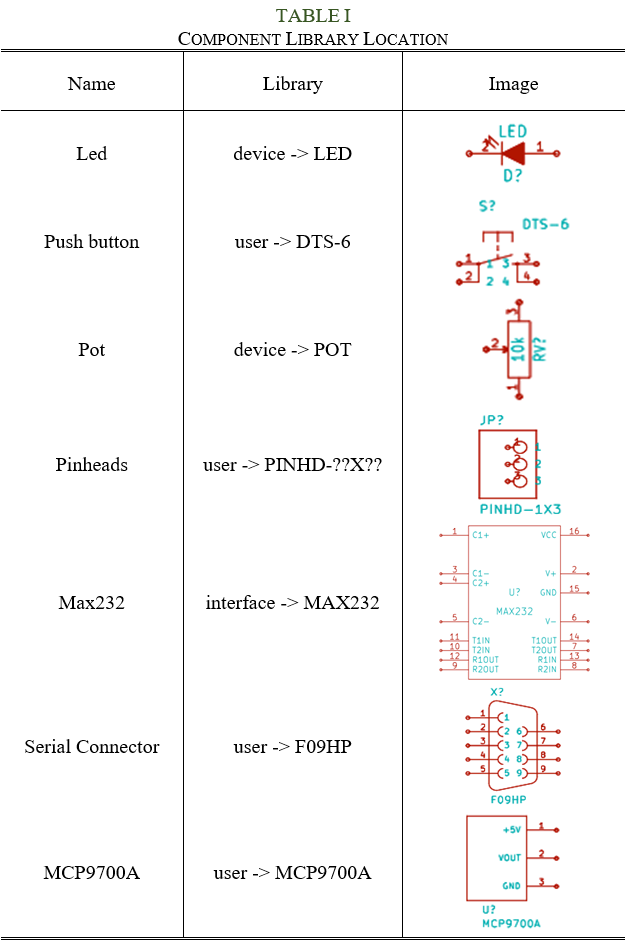 TABLE I
COMPONENT LIBRARY LOCATION
Name Library Image
Led device -> LED
LED
2 1
D?
Push button user -> DTS-6
S?
DTS-6
1 1 3 3
2 2 4 4
Pot device -> POT
3
2 10k RV?
1
Pinheads user -> PINHD-??X??
JP?
1 1
2 2
3 3
PINHD-1X3
Max232 interface -> MAX232
1 C1+ VCC 16
3 C1- V+ 2
4 C2+
GND 15
U?
MAX232
5 C2- V- 6
11 T1IN T1OUT 14
10 T2IN T2OUT 7
12 R1OUT R1IN 13
9 R2OUT R2IN 8
Serial Connector user -> F09HP
X?
1 1
2 2 6 6
3 3 7 7
4 4 8 8
5 5 9 9
F09HP
MCP9700A user -> MCP9700A
+5V 1
VOUT 2
GND 3
U?
MCP9700A